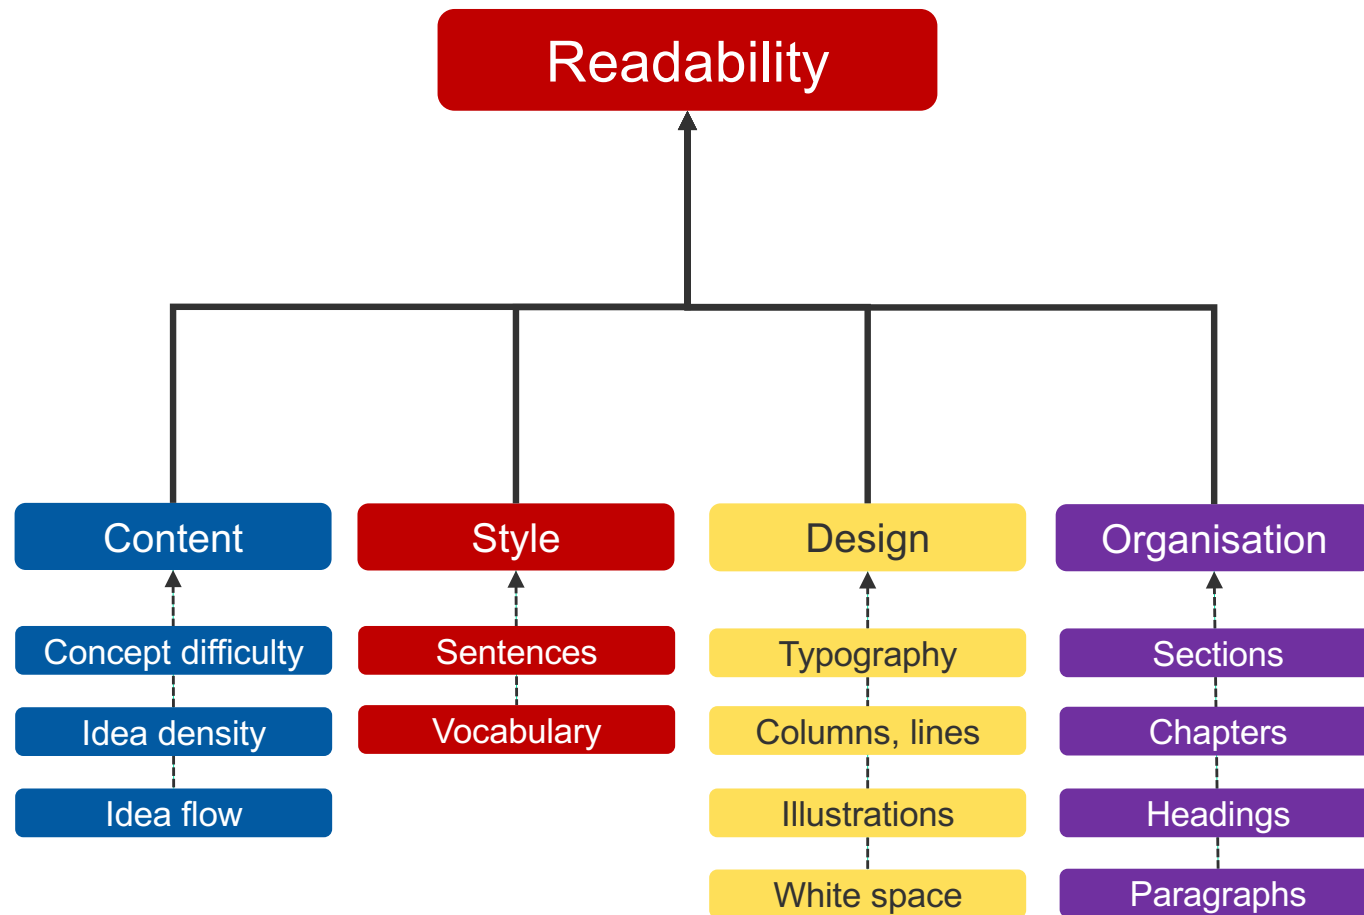 Readability
Content
Style
Design
Organisation
Concept difficulty
Sentences
Typography
Sections
Idea density
Vocabulary
Columns, lines
Chapters
Idea flow
Illustrations
Headings
White space
Paragraphs